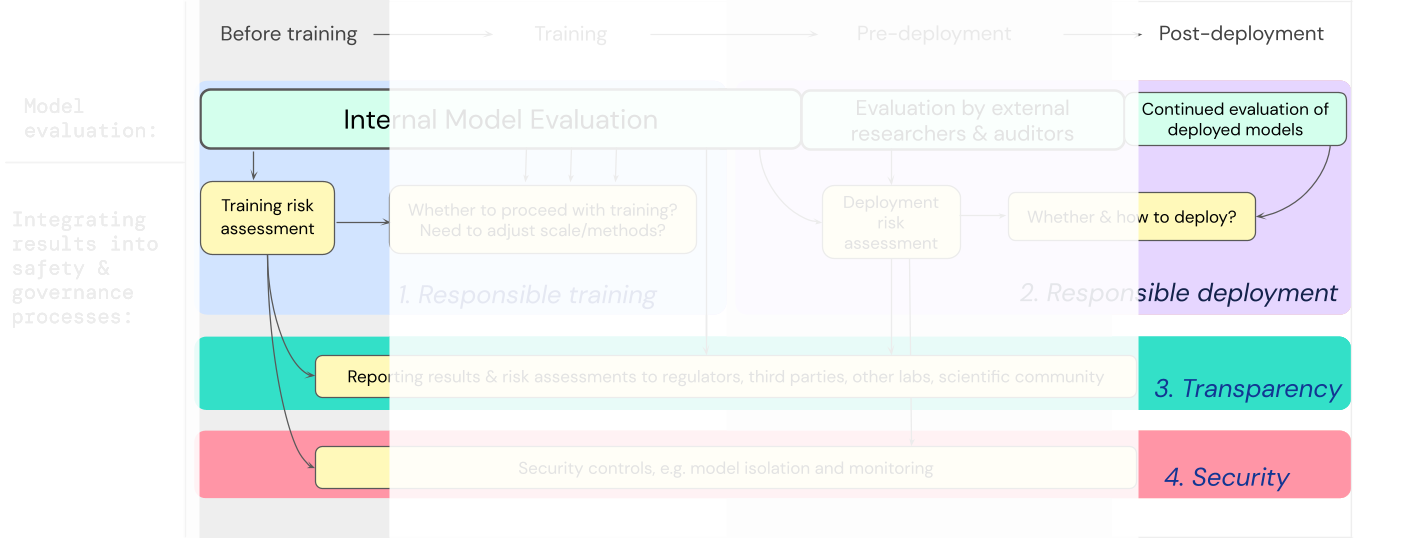 Before training
Training
Pre-deployment
Post-deployment
Model
evaluation:
Internal Model Evaluation
Evaluation by external
researchers & auditors
Continued evaluation of
deployed models
Integrating
results into
safety &
governance
processes:
Training risk
assessment
Whether to proceed with training?
Need to adjust scale/methods?
Deployment
risk
assessment
Whether & how to deploy?
1. Responsible training
2. Responsible deployment
Reporting results & risk assessments to regulators, third parties, other labs, scientific community
3. Transparency
Security controls, e.g. model isolation and monitoring
4. Security